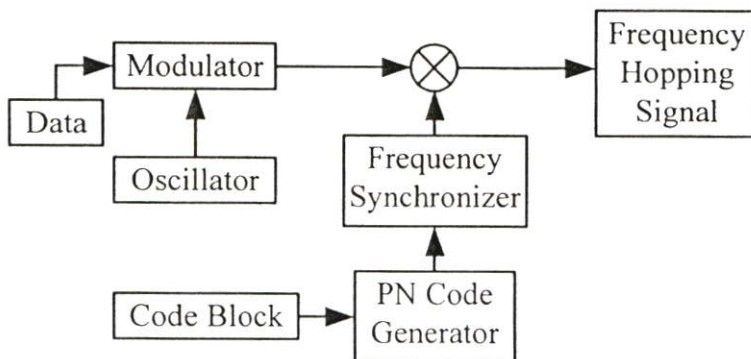 Modulator
Data
Oscillator
Frequency
Hopping
Signal
Frequency
Synchronizer
Code Block
PN Code
Generator